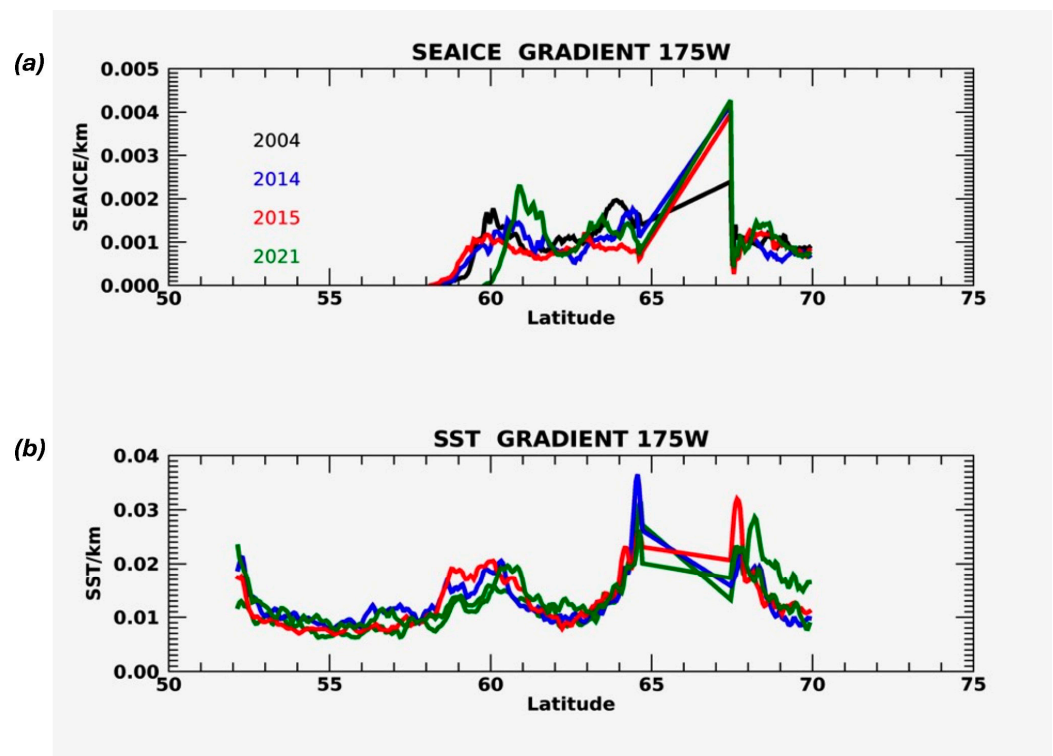 (a)
SEAICE GRADIENT 175W
0.005
0.004
0.003
0.002
0.001
0.000
SEAICE/km
2004
2014
2015
2021
50 55 60 65 70 75
Latitude
(b)
SST GRADIENT 175W
0.04
0.03
0.02
0.01
0.00
SST/km
50 55 60 65 70 75
Latitude